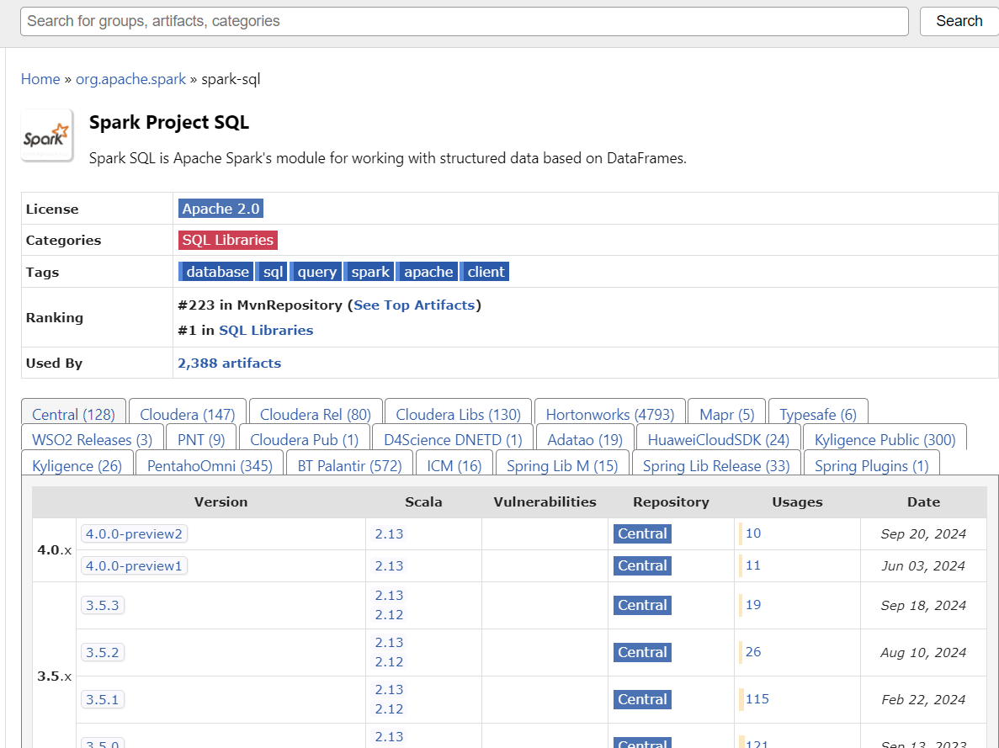 Search for groups, artifacts, categories
Search
Home » org.apache.spark » spark-sql
Spark
Spark Project SQL
Spark SQL is Apache Spark's module for working with structured data based on DataFrames.
License Apache 2.0
Categories SQL Libraries
Tags database sql query spark apache client
Ranking #223 in MvnRepository (See Top Artifacts)
#1 in SQL Libraries
Used By 2,388 artifacts
Central (128) Cloudera (147) Cloudera Rel (80) Cloudera Libs (130) Hortonworks (4793) Mapr (5) Typesafe (6)
WSO2 Releases (3) PNT (9) Cloudera Pub (1) D4Science DNETD (1) Adatao (19) HuaweiCloudSDK (24) Kyligence Public (300)
Kyligence (26) PentahoOmni (345) BT Palantir (572) ICM (16) Spring Lib M (15) Spring Lib Release (33) Spring Plugins (1)
Version Scala Vulnerabilities Repository Usages Date
4.0.x
4.0.0-preview2 2.13 Central 10 Sep 20, 2024
4.0.0-preview1 2.13 Central 11 Jun 03, 2024
3.5.x
3.5.3 2.13 2.12 Central 19 Sep 18, 2024
3.5.2 2.13 2.12 Central 26 Aug 10, 2024
3.5.1 2.13 2.12 Central 115 Feb 22, 2024
3.5.0 2.13 Central 121 Sep 13, 2023